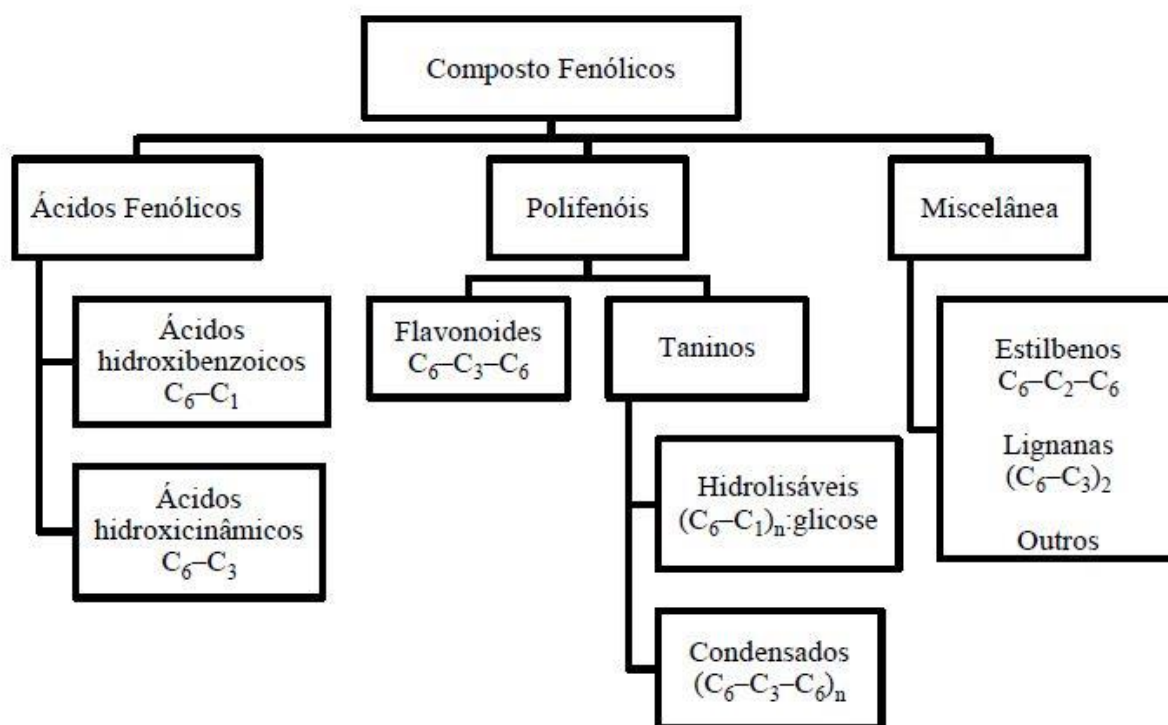 Composto Fenólicos
Ácidos Fenólicos
Polifenóis
Miscelânea
Ácidos
hidroxibenzoicos
C₆–C₁
Ácidos
hidroxicinâmicos
C₆–C₃
Flavonoides
C₆–C₃–C₆
Taninos
Hidrolisáveis
(C₆–C₁)ₙ:glicose
Condensados
(C₆–C₃–C₆)ₙ
Estilbenos
C₆–C₂–C₆
Lignanas
(C₆–C₃)₂
Outros